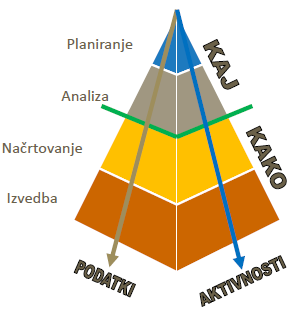 Planiranje
KAJ
Analiza
Načrtovanje
KAKO
Izvedba
PODATKI
AKTIVNOSTI